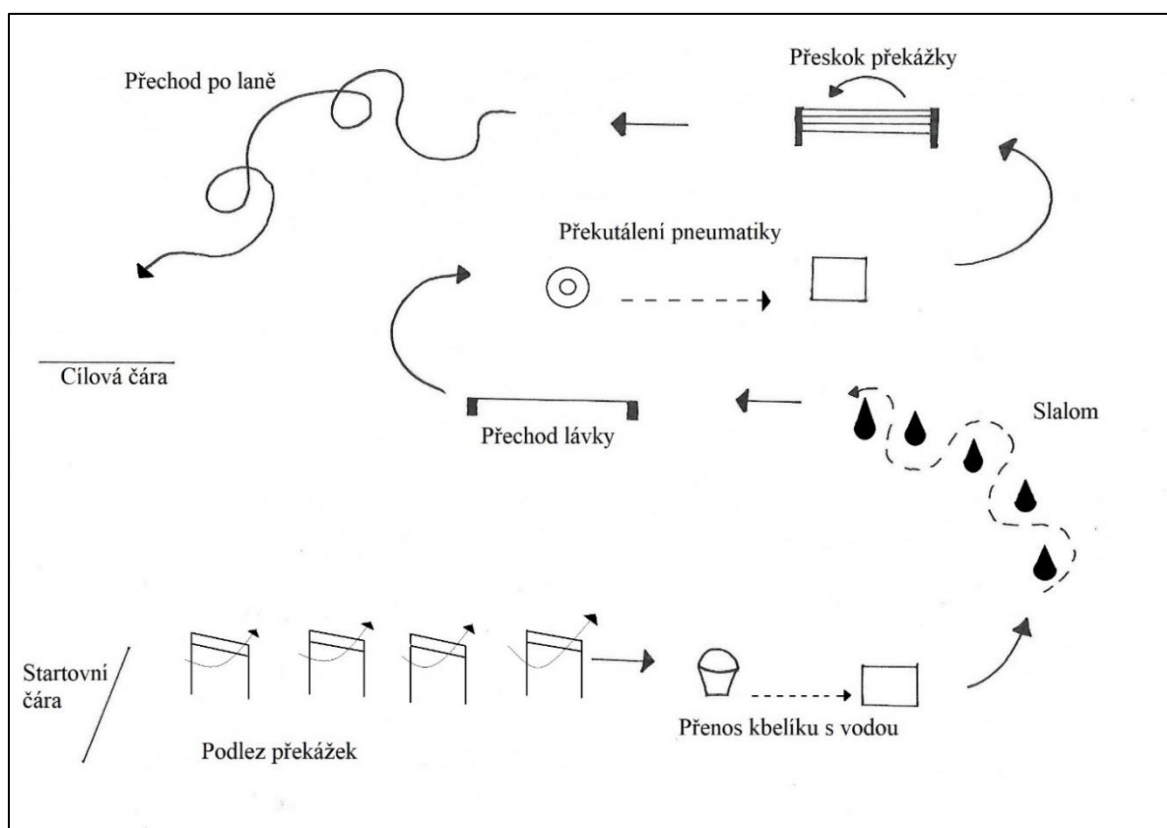 Přechod po laně
Přeskok překážky
Překutálení pneumatiky
Cílová čára
Přechod lávky
Slalom
Startovní
čára
Podlez překážek
Přenos kbelíku s vodou